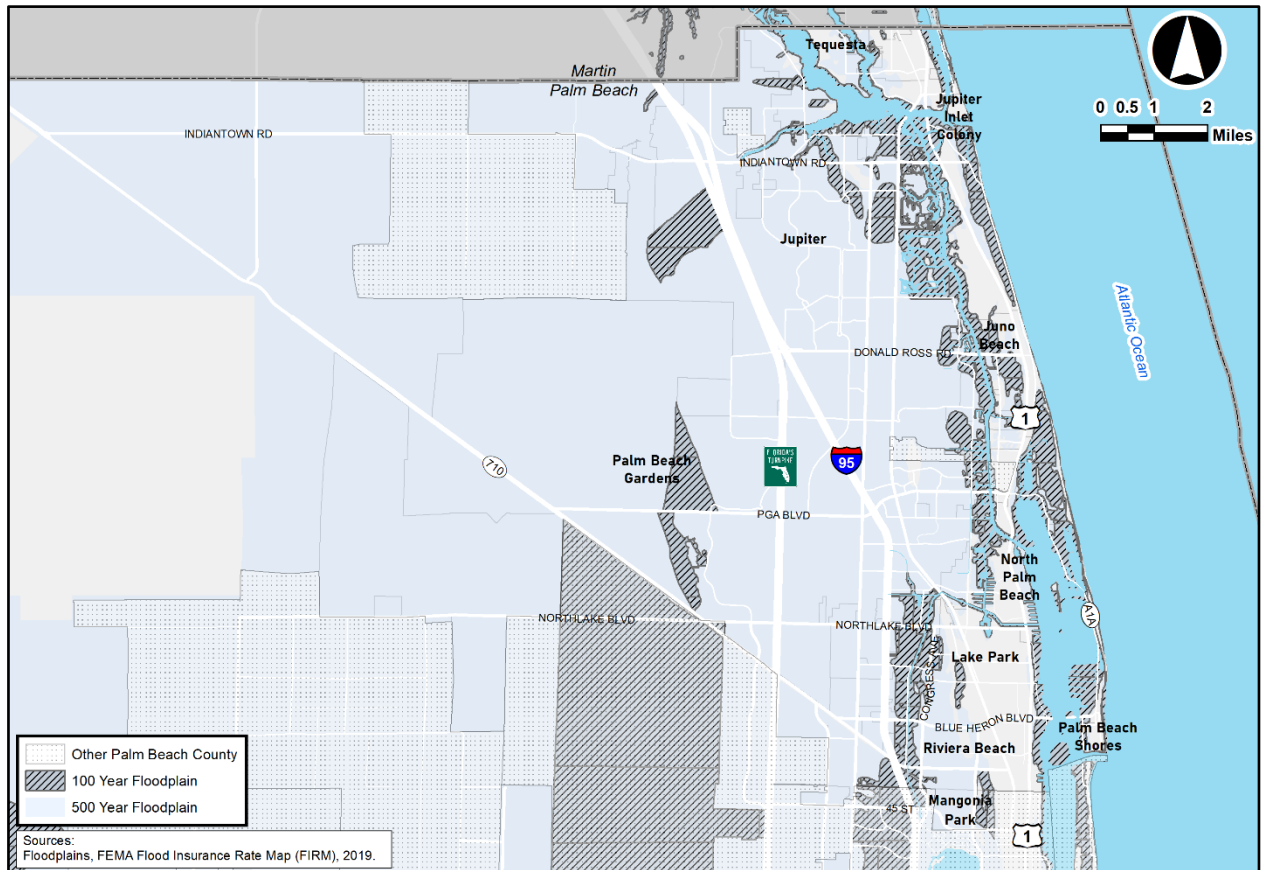 Tequesta
Martin
Palm Beach
Jupiter
Inlet
Colony
0 0.5 1 2
Miles
INDIANTOWN RD
INDIANTOWN RD
Jupiter
Atlantic Ocean
Juno
Beach
DONALD ROSS RD
1
FLORIDA'S
TURNPIKE
95
710
Palm Beach
Gardens
PGA BLVD
North
Palm
Beach
A1A
NORTHLAKE BLVD
NORTHLAKE BLVD
CONGRESS AVE
Lake Park
BLUE HERON BLVD
Palm Beach
Shores
Riviera Beach
Mangonia
Park
45 ST
1
Other Palm Beach County
100 Year Floodplain
500 Year Floodplain
Sources:
Floodplains, FEMA Flood Insurance Rate Map (FIRM), 2019.